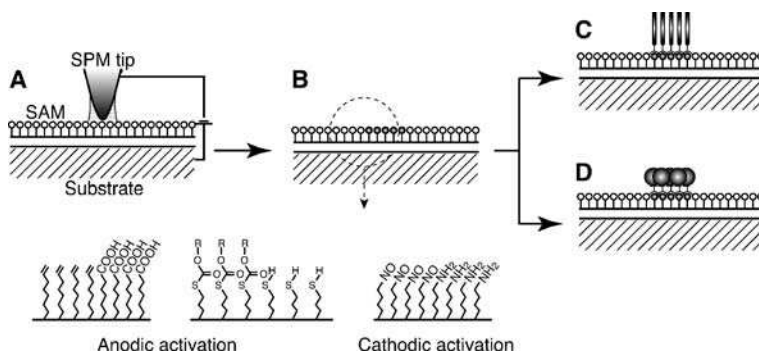 A
SPM tip
SAM
Substrate
B
C
D
COOH
COOH
COOH
COOH
R R R
O O O
O O O H H H
S S S S S S
NO NO NO NO NH2 NH2 NH2 NH2
Anodic activation
Cathodic activation